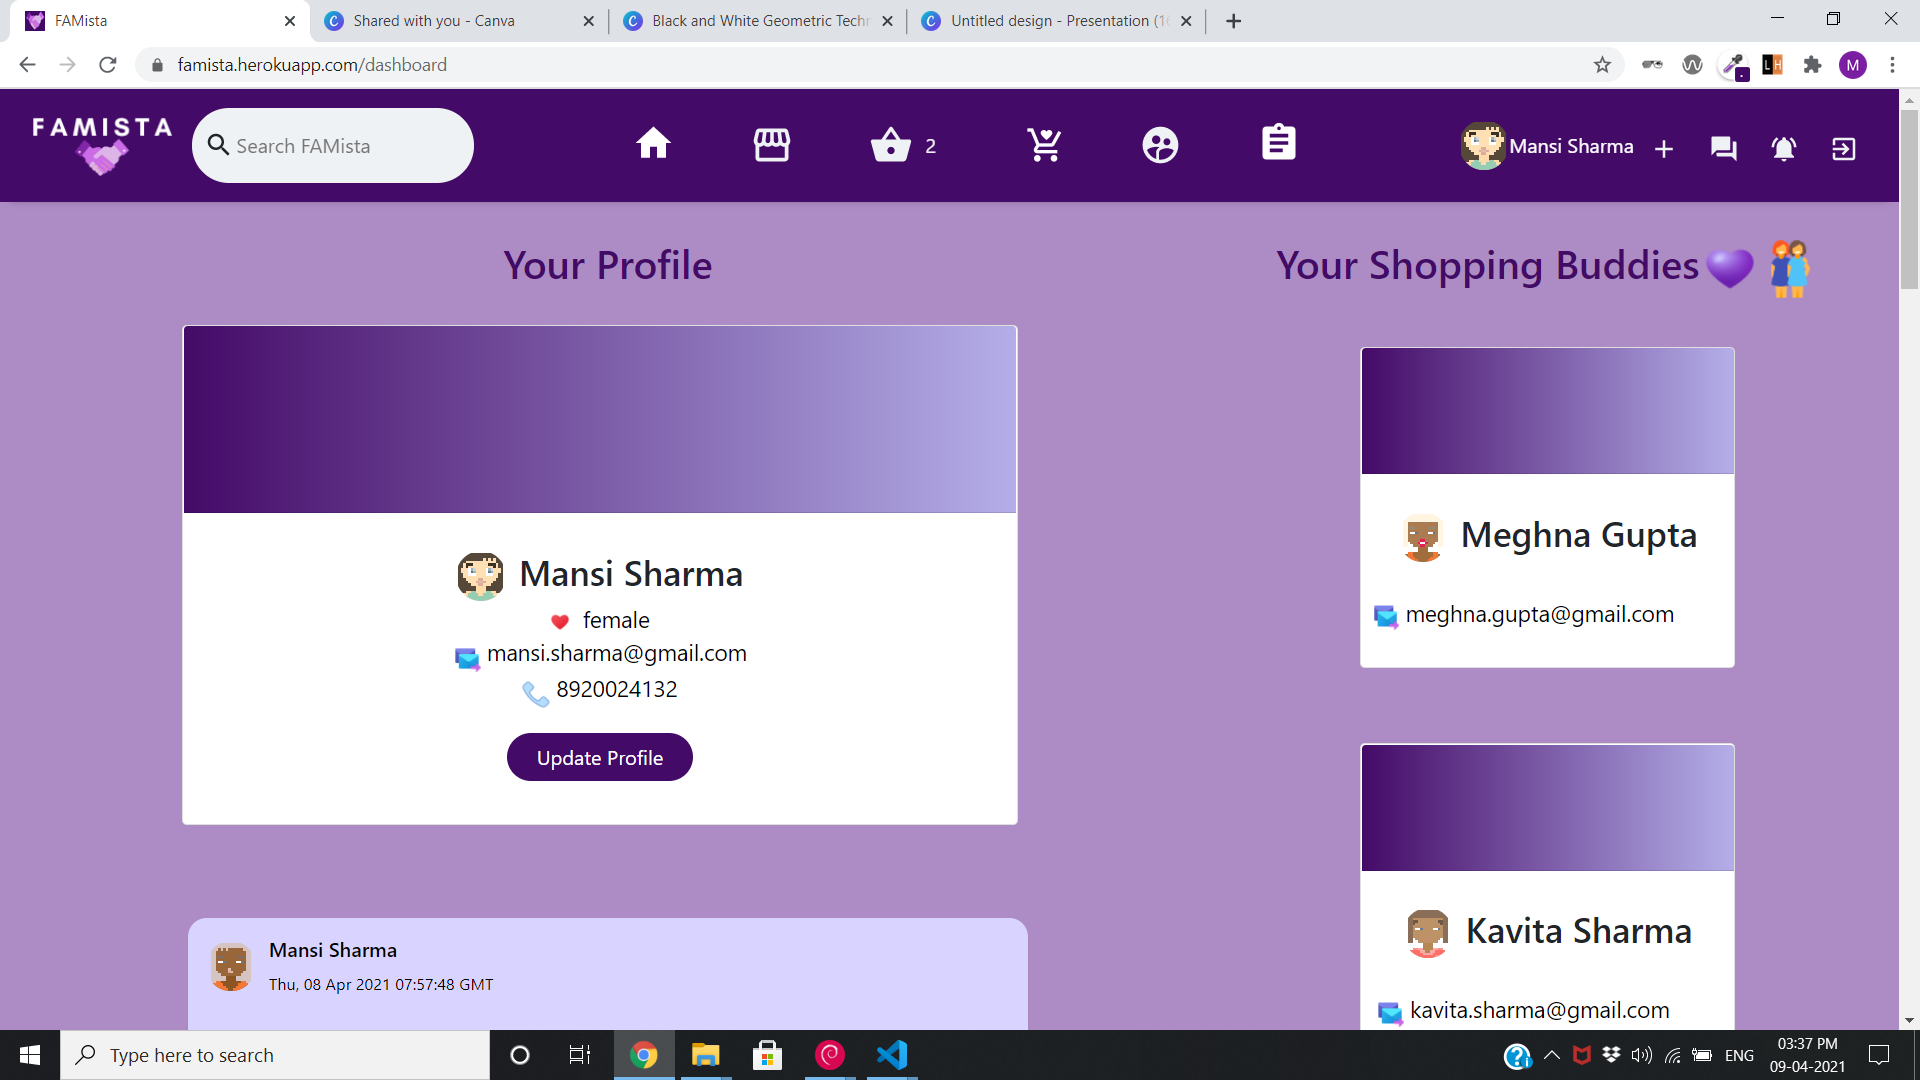 FAMista
Shared with you - Canva
Black and White Geometric Techn
Untitled design - Presentation (16
famista.herokuapp.com/dashboard
LH
M
FAMISTA
Search FAMista
2
Mansi Sharma
Your Profile
Your Shopping Buddies
Mansi Sharma
female
mansi.sharma@gmail.com
8920024132
Update Profile
Meghna Gupta
meghna.gupta@gmail.com
Kavita Sharma
kavita.sharma@gmail.com
Mansi Sharma
Thu, 08 Apr 2021 07:57:48 GMT
Type here to search
ENG
03:37 PM
09-04-2021